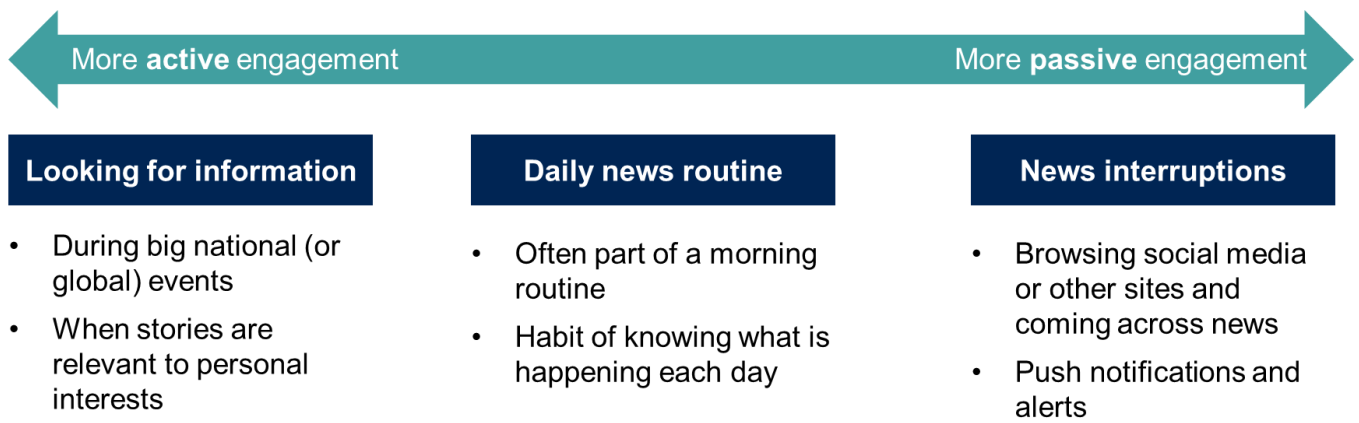 More active engagement
More passive engagement
Looking for information
• During big national (or
global) events
• When stories are
relevant to personal
interests
Daily news routine
• Often part of a morning
routine
• Habit of knowing what is
happening each day
News interruptions
• Browsing social media
or other sites and
coming across news
• Push notifications and
alerts